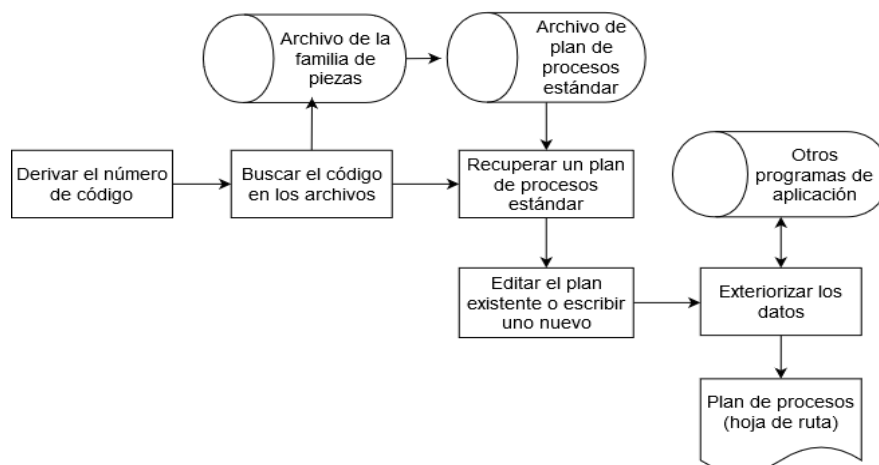 Archivo de la
familia de
piezas
Archivo de
plan de
procesos
estándar
Derivar el número
de código
Buscar el código
en los archivos
Recuperar un plan
de procesos
estándar
Otros
programas de
aplicación
Editar el plan
existente o escribir
uno nuevo
Exteriorizar los
datos
Plan de procesos
(hoja de ruta)